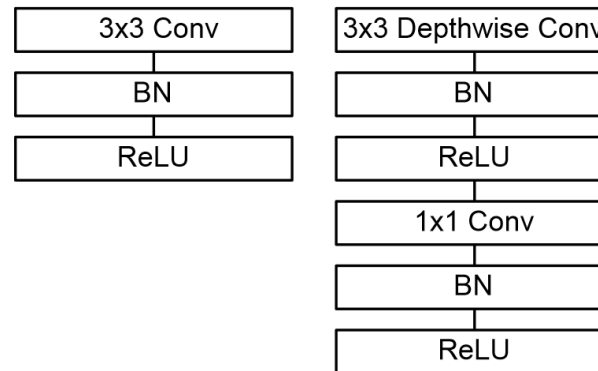 3x3 Conv
BN
ReLU
3x3 Depthwise Conv
BN
ReLU
1x1 Conv
BN
ReLU